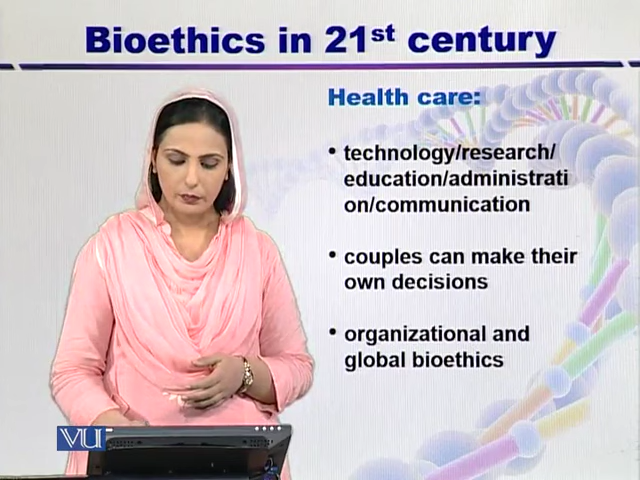 Bioethics in 21st century
Health care:
• technology/research/
education/administrati
on/communication
• couples can make their
own decisions
• organizational and
global bioethics
VU